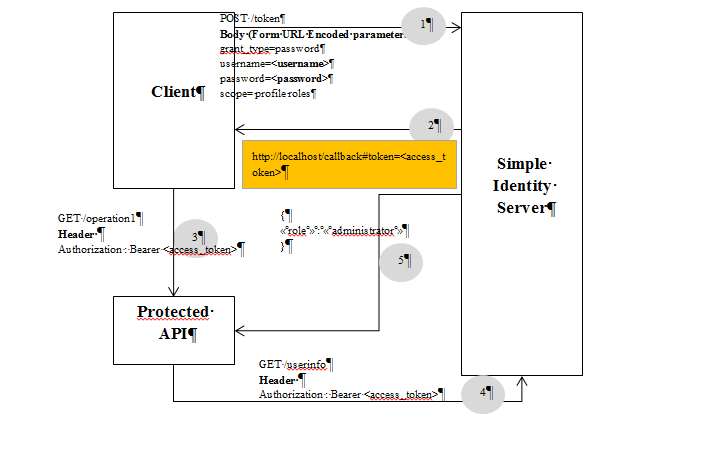 POST /token¶
1¶
Body (Form URL Encoded parameter
grant_type=password¶
username=<username>¶
password=<password>¶
scope=profile roles¶
Client¶
2¶
http://localhost/callback#token=<access_t
oken>¶
Simple·
Identity·
Server¶
GET·/operation1¶
Header·¶
Authorization·:·Bearer·<access_token>¶
3¶
{¶
«°role°»°:°«°administrator°»¶
}¶
5¶
Protected·
API¶
GET·/userinfo¶
Header·¶
Authorization·:·Bearer·<access_token>¶
4¶